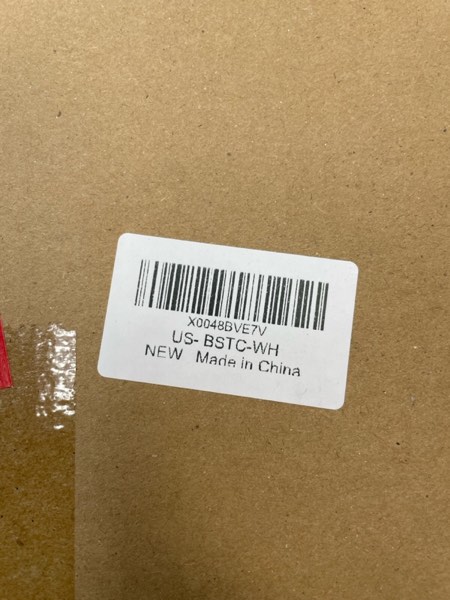 X0048BVE7V
US- BSTC-WH
NEW Made in China